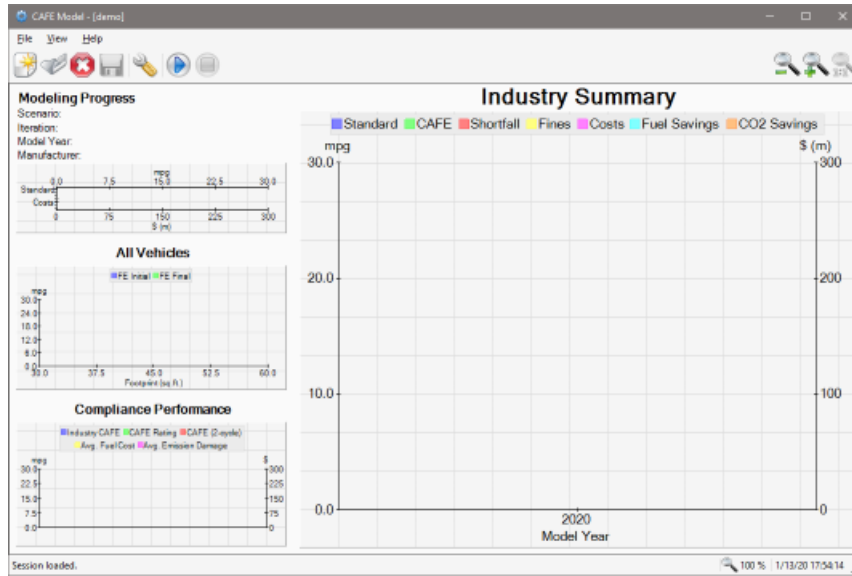 CAFE Model - [demo]
File View Help
Modeling Progress
Scenario:
Iteration:
Model Year:
Manufacturer:
mpg
0.0 7.5 15.0 22.5 30.0
Standard
Costs
0 75 150 225 300
$ (m)
All Vehicles
FE Initial FE Final
mpg
30.0
24.0
18.0
12.0
6.0
0.0
30.0 37.5 45.0 52.5 60.0
Footprint (sq.ft.)
Compliance Performance
Industry CAFE CAFE Rating CAFE (2-cycle)
Avg. Fuel Cost Avg. Emission Damage
mpg $
30.0 300
22.5 225
15.0 150
7.5 75
0.0 0
Industry Summary
Standard CAFE Shortfall Fines Costs Fuel Savings CO2 Savings
mpg $ (m)
30.0 300
20.0 200
10.0 100
0.0 0
2020
Model Year
Session loaded.
100 % 1/13/20 17:54:14